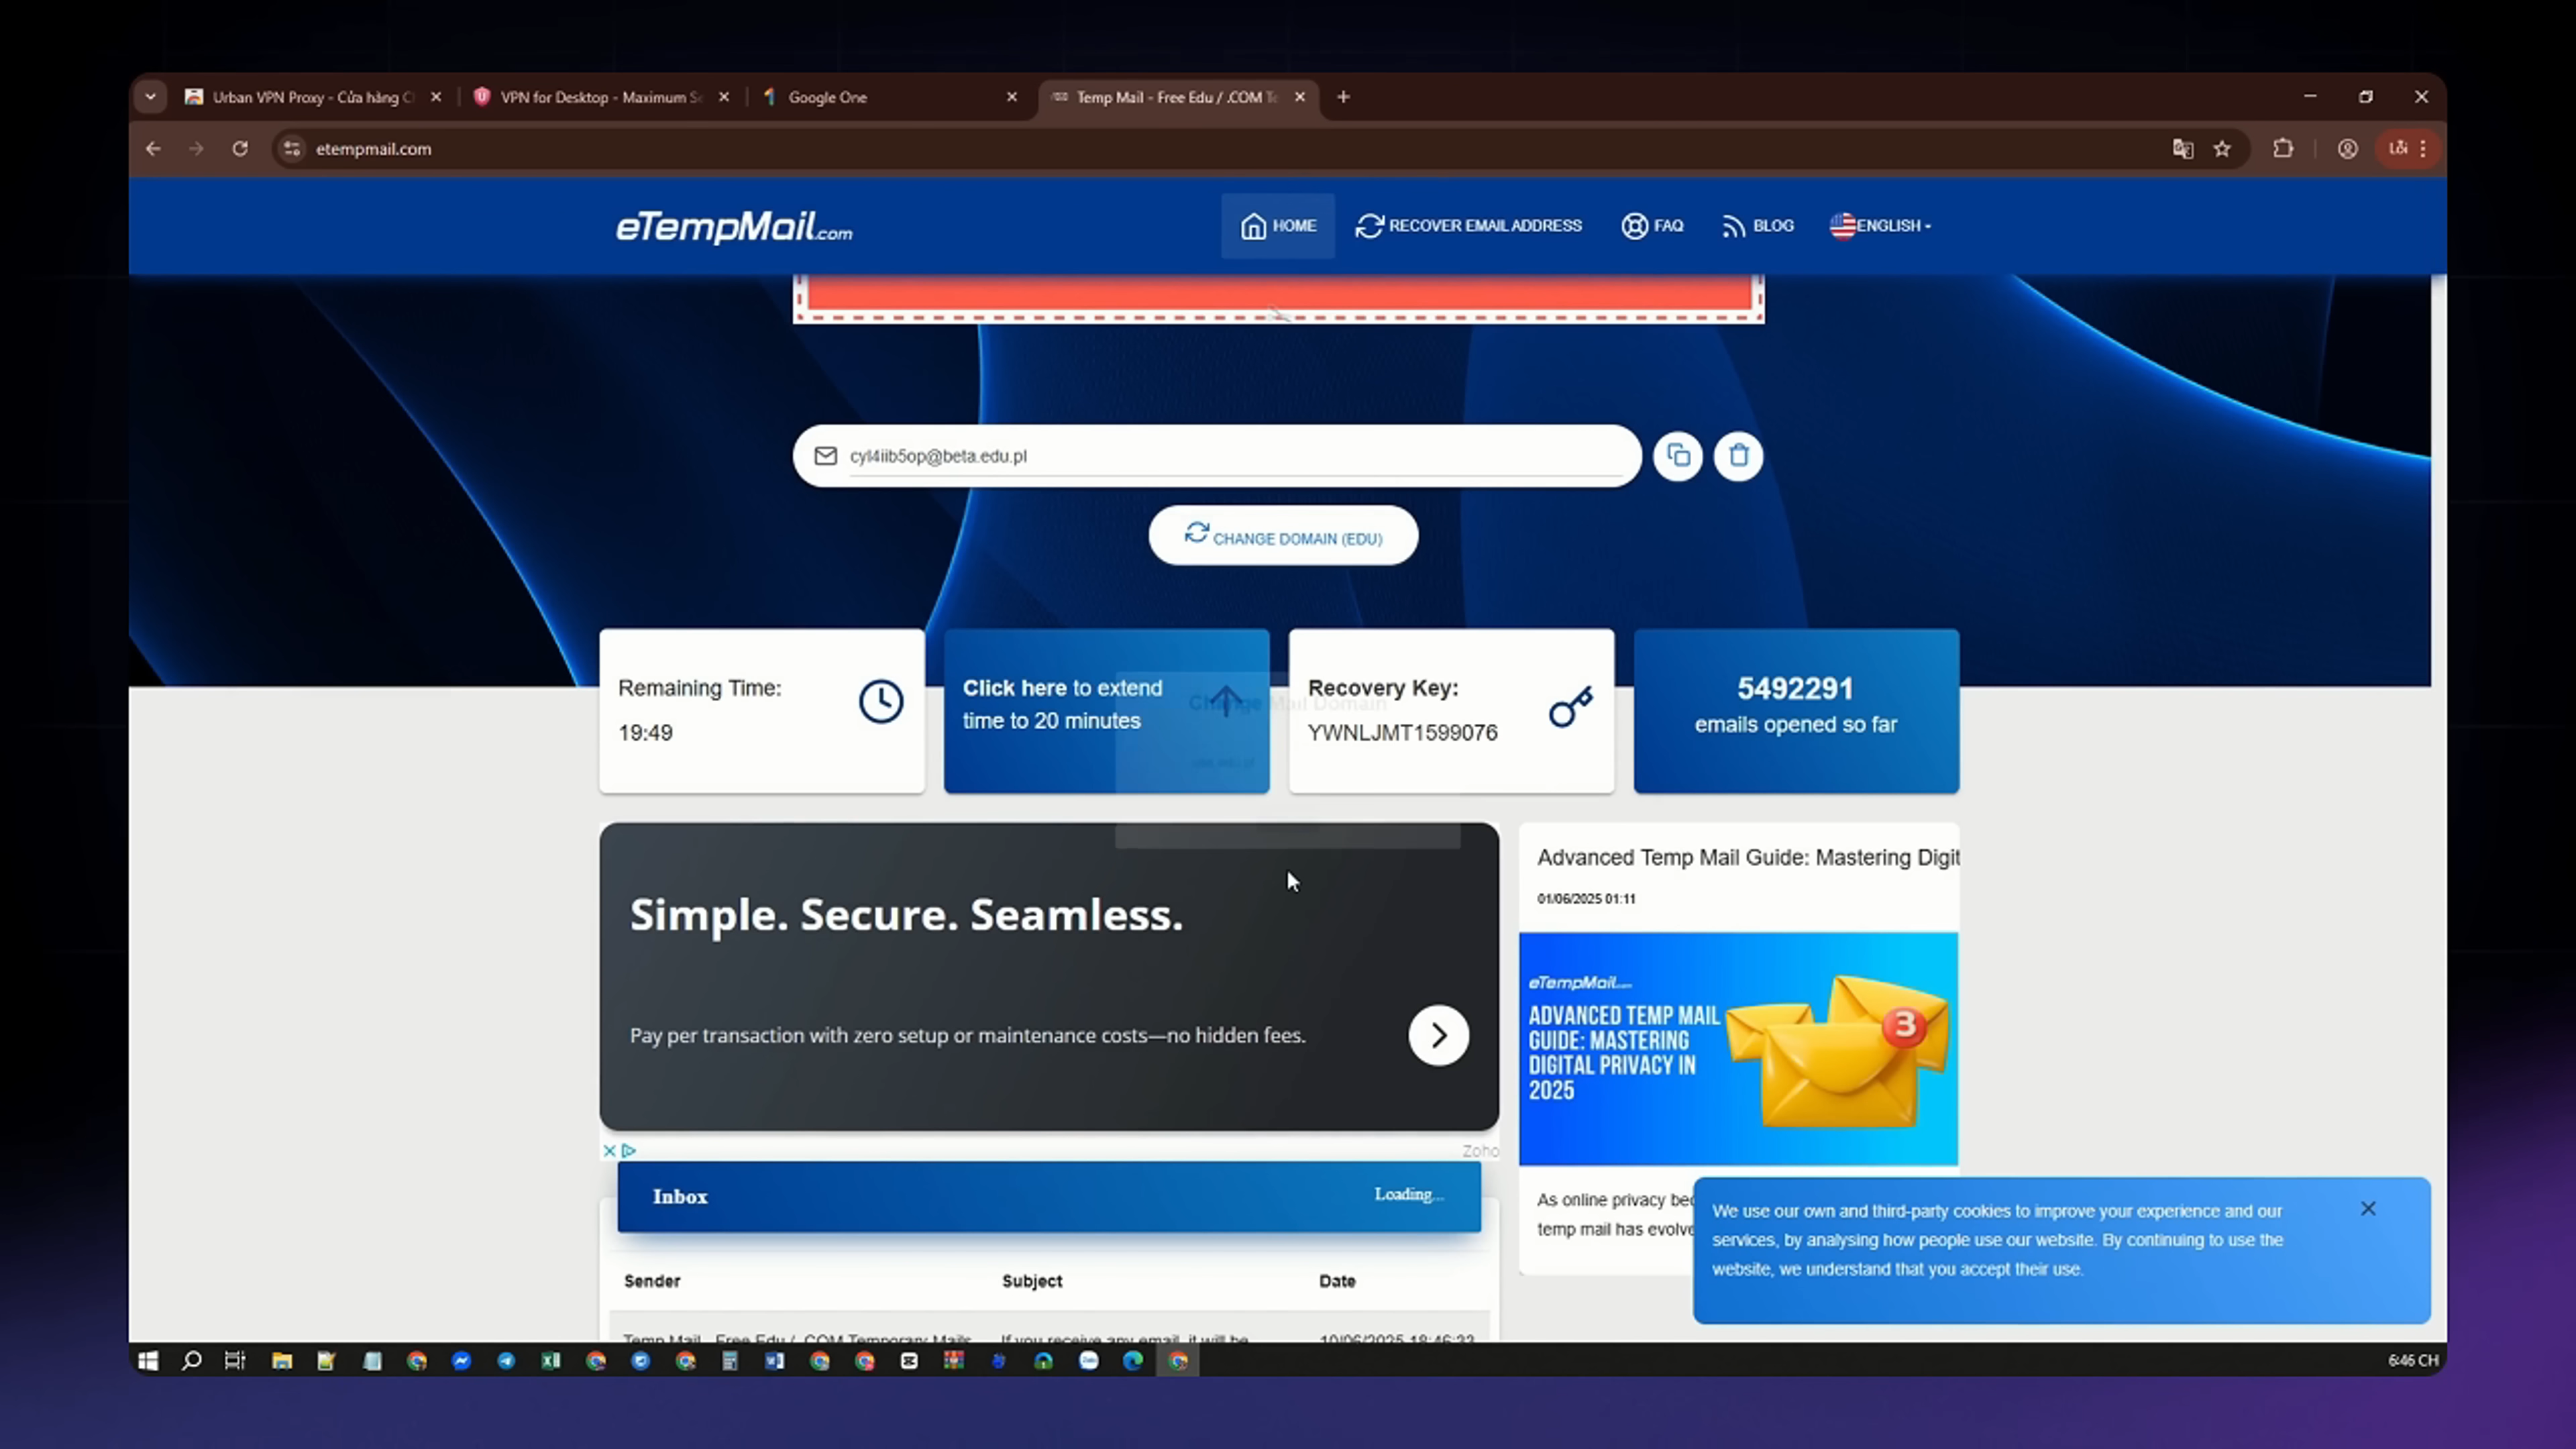 Urban VPN Proxy - Cửa hàng C
VPN for Desktop - Maximum Se
Google One
Temp Mail - Free Edu / .COM Te
etempmail.com
Lỗi
eTempMail.com
HOME
RECOVER EMAIL ADDRESS
FAQ
BLOG
ENGLISH
cyl4iib5op@beta.edu.pl
CHANGE DOMAIN (EDU)
Remaining Time:
19:49
Click here to extend
time to 20 minutes
Change Mail Domain
Recovery Key:
YWNLJMT1599076
5492291
emails opened so far
Simple. Secure. Seamless.
Pay per transaction with zero setup or maintenance costs—no hidden fees.
Zoho
Advanced Temp Mail Guide: Mastering Digit
01/06/2025 01:11
eTempMail.com
ADVANCED TEMP MAIL
GUIDE: MASTERING
DIGITAL PRIVACY IN
2025
3
As online privacy bec
temp mail has evolve
Inbox
Loading...
Sender
Subject
Date
Temp Mail - Free Edu / .COM Temporary Mails
If you receive any email, it will be
10/06/2025 18:46:33
We use our own and third-party cookies to improve your experience and our
services, by analysing how people use our website. By continuing to use the
website, we understand that you accept their use.
6:46 CH